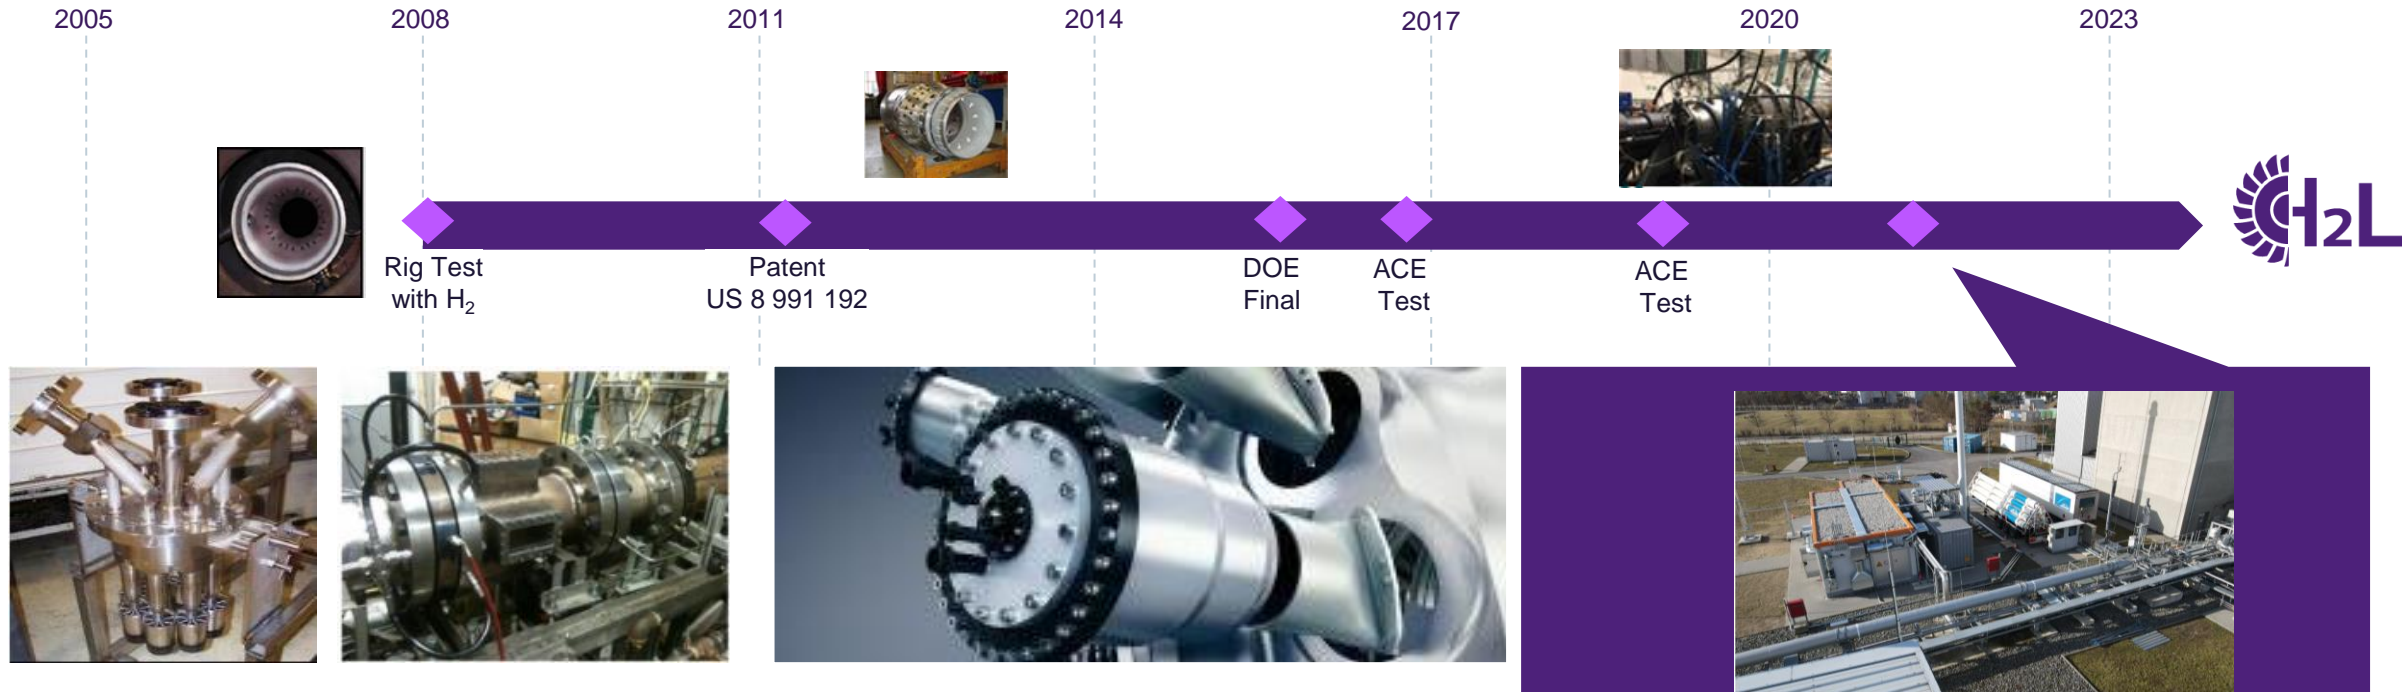 2005
2008
2011
2014
2017
2020
2023
Rig Test
with H₂
Patent
US 8 991 192
DOE
Final
ACE
Test
ACE
Test
H2L